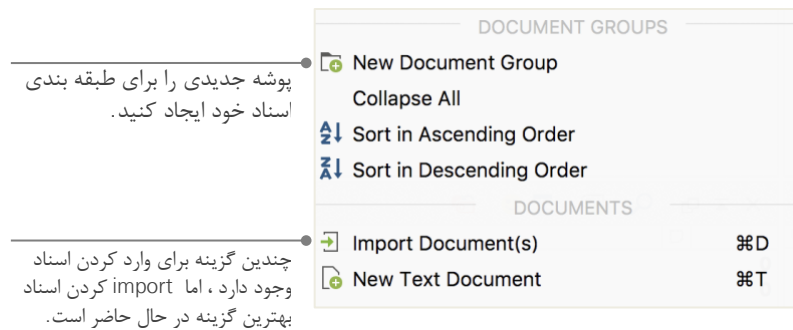 DOCUMENT GROUPS
New Document Group
پوشه جدیدی را برای طبقه بندی
اسناد خود ایجاد کنید.
Collapse All
Sort in Ascending Order
Sort in Descending Order
DOCUMENTS
Import Document(s) ⌘D
چندین گزینه برای وارد کردن اسناد
وجود دارد ، اما import کردن اسناد
بهترین گزینه در حال حاضر است.
New Text Document ⌘T